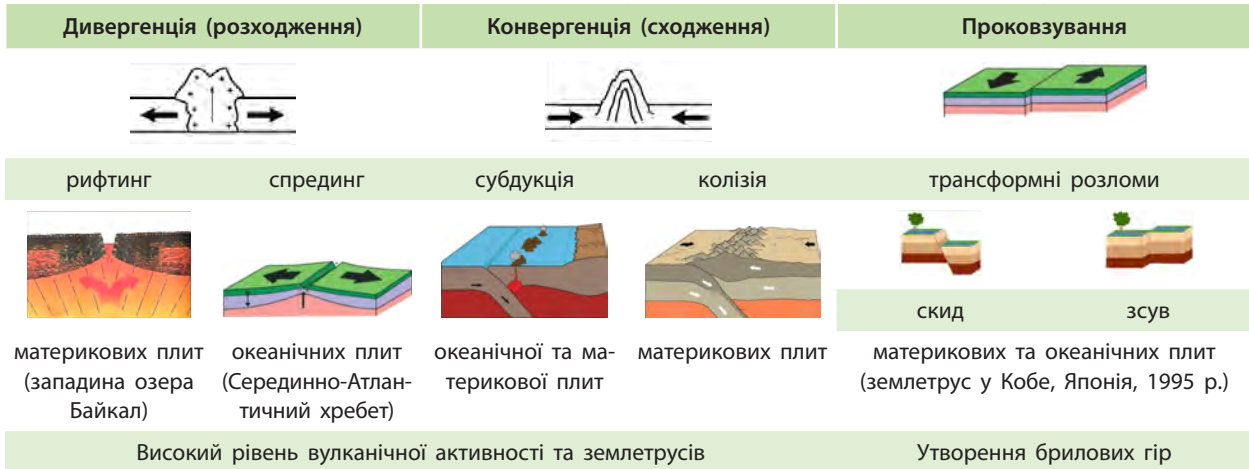 Дивергенція (розходження)
Конвергенція (сходження)
Проковзування
рифтинг
спрединг
субдукція
колізія
трансформні розломи
скид
зсув
материкових плит
(западина озера
Байкал)
океанічних плит
(Серединно-Атлан-
тичний хребет)
океанічної та ма-
терикової плит
материкових плит
материкових та океанічних плит
(землетрус у Кобе, Японія, 1995 р.)
Високий рівень вулканічної активності та землетрусів
Утворення брилових гір